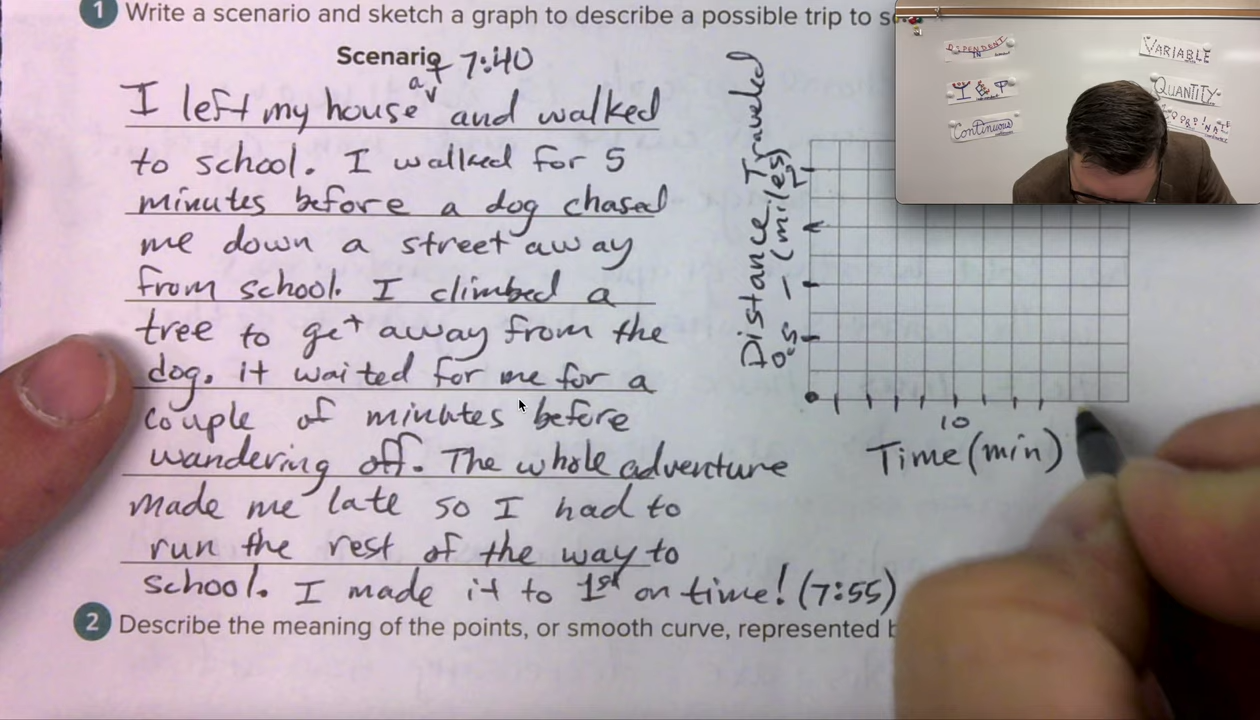 1 Write a scenario and sketch a graph to describe a possible trip to
Scenario
at 7:40
I left my house and walked
to school. I walked for 5
minutes before a dog chased
me down a street away
from school. I climbed a
tree to get away from the
dog. it waited for me for a
couple of minutes before
wandering off. The whole adventure
made me late so I had to
run the rest of the way to
school. I made it to 1st on time! (7:55)
2 Describe the meaning of the points, or smooth curve, represented
Distance Traveled
(miles)
0.5
1
2
10
Time (min)
DEPENDENT
IN
Continuous
VARIABLE
QUANTITY